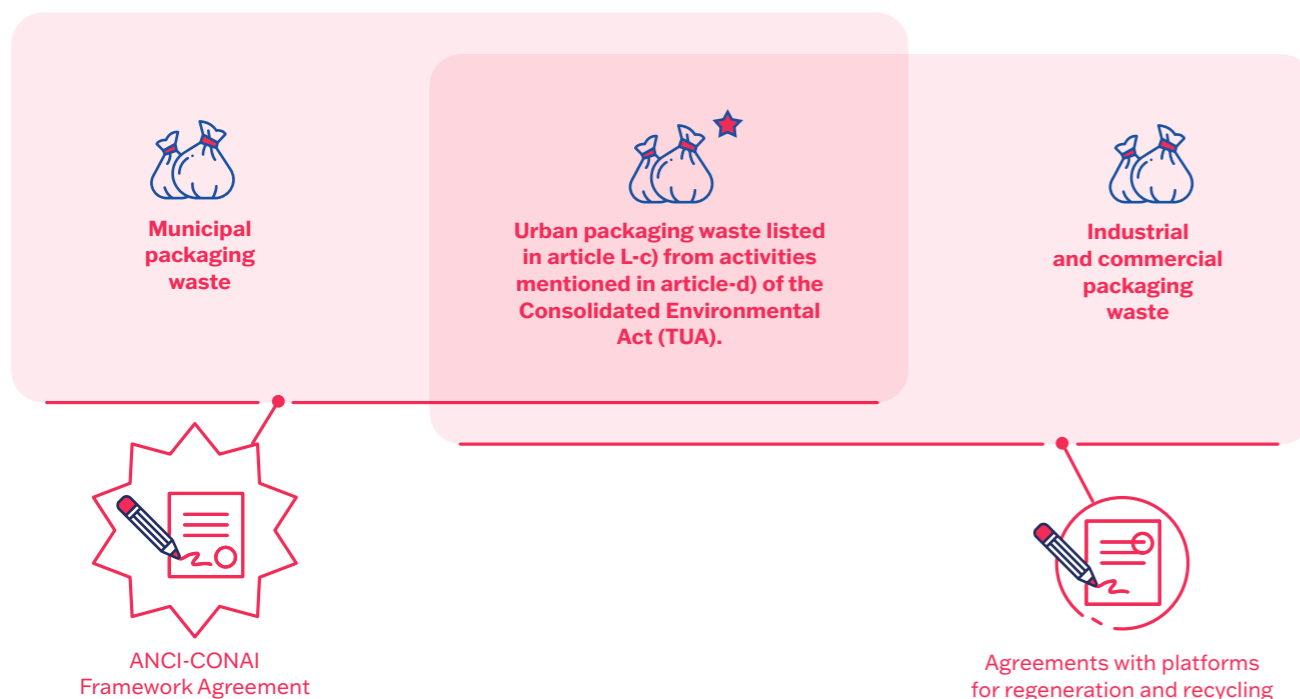 Municipal
packaging
waste
Urban packaging waste listed
in article L-c) from activities
mentioned in article-d) of the
Consolidated Environmental
Act (TUA).
Industrial
and commercial
packaging
waste
ANCI-CONAI
Framework Agreement
Agreements with platforms
for regeneration and recycling